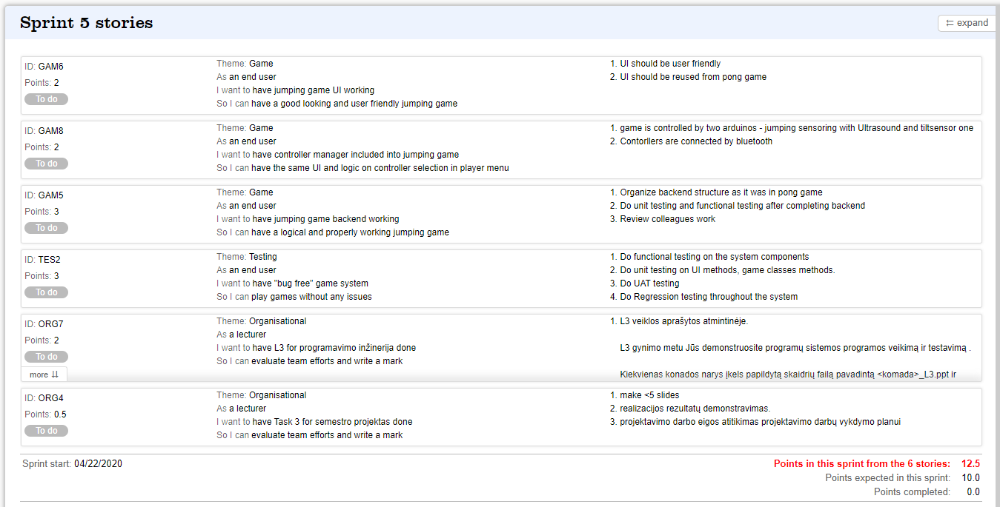 Sprint 5 stories
⇇ expand
ID: GAM6
Points: 2
To do
Theme: Game
As an end user
I want to have jumping game UI working
So I can have a good looking and user friendly jumping game
1. UI should be user friendly
2. UI should be reused from pong game
ID: GAM8
Points: 2
To do
Theme: Game
As an end user
I want to have controller manager included into jumping game
So I can have the same UI and logic on controller selection in player menu
1. game is controlled by two arduinos - jumping sensoring with Ultrasound and tiltsensor one
2. Contorllers are connected by bluetooth
ID: GAM5
Points: 3
To do
Theme: Game
As an end user
I want to have jumping game backend working
So I can have a logical and properly working jumping game
1. Organize backend structure as it was in pong game
2. Do unit testing and functional testing after completing backend
3. Review colleagues work
ID: TES2
Points: 3
To do
Theme: Testing
As an end user
I want to have "bug free" game system
So I can play games without any issues
1. Do functional testing on the system components
2. Do unit testing on UI methods, game classes methods.
3. Do UAT testing
4. Do Regression testing throughout the system
ID: ORG7
Points: 2
To do
more ⇊
Theme: Organisational
As a lecturer
I want to have L3 for programavimo inžinerija done
So I can evaluate team efforts and write a mark
1. L3 veiklos aprašytos atmintinėje.
L3 gynimo metu Jūs demonstruosite programų sistemos programos veikimą ir testavimą .
Kiekvienas konados narys įkels papildytą skaidrių failą pavadintą <komada>_L3.ppt ir
ID: ORG4
Points: 0.5
To do
Theme: Organisational
As a lecturer
I want to have Task 3 for semestro projektas done
So I can evaluate team efforts and write a mark
1. make <5 slides
2. realizacijos rezultatų demonstravimas.
3. projektavimo darbo eigos atitikimas projektavimo darbų vykdymo planui
Sprint start: 04/22/2020
Points in this sprint from the 6 stories: 12.5
Points expected in this sprint: 10.0
Points completed: 0.0